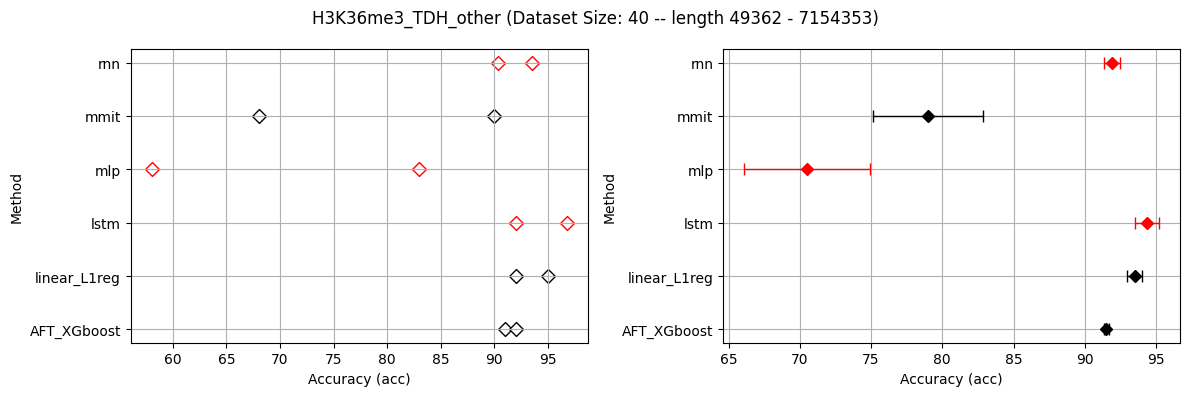 H3K36me3_TDH_other (Dataset Size: 40 -- length 49362 - 7154353)
Method
rnn
mmit
mlp
lstm
linear_L1reg
AFT_XGboost
60 65 70 75 80 85 90 95
Accuracy (acc)
Method
rnn
mmit
mlp
lstm
linear_L1reg
AFT_XGboost
65 70 75 80 85 90 95
Accuracy (acc)